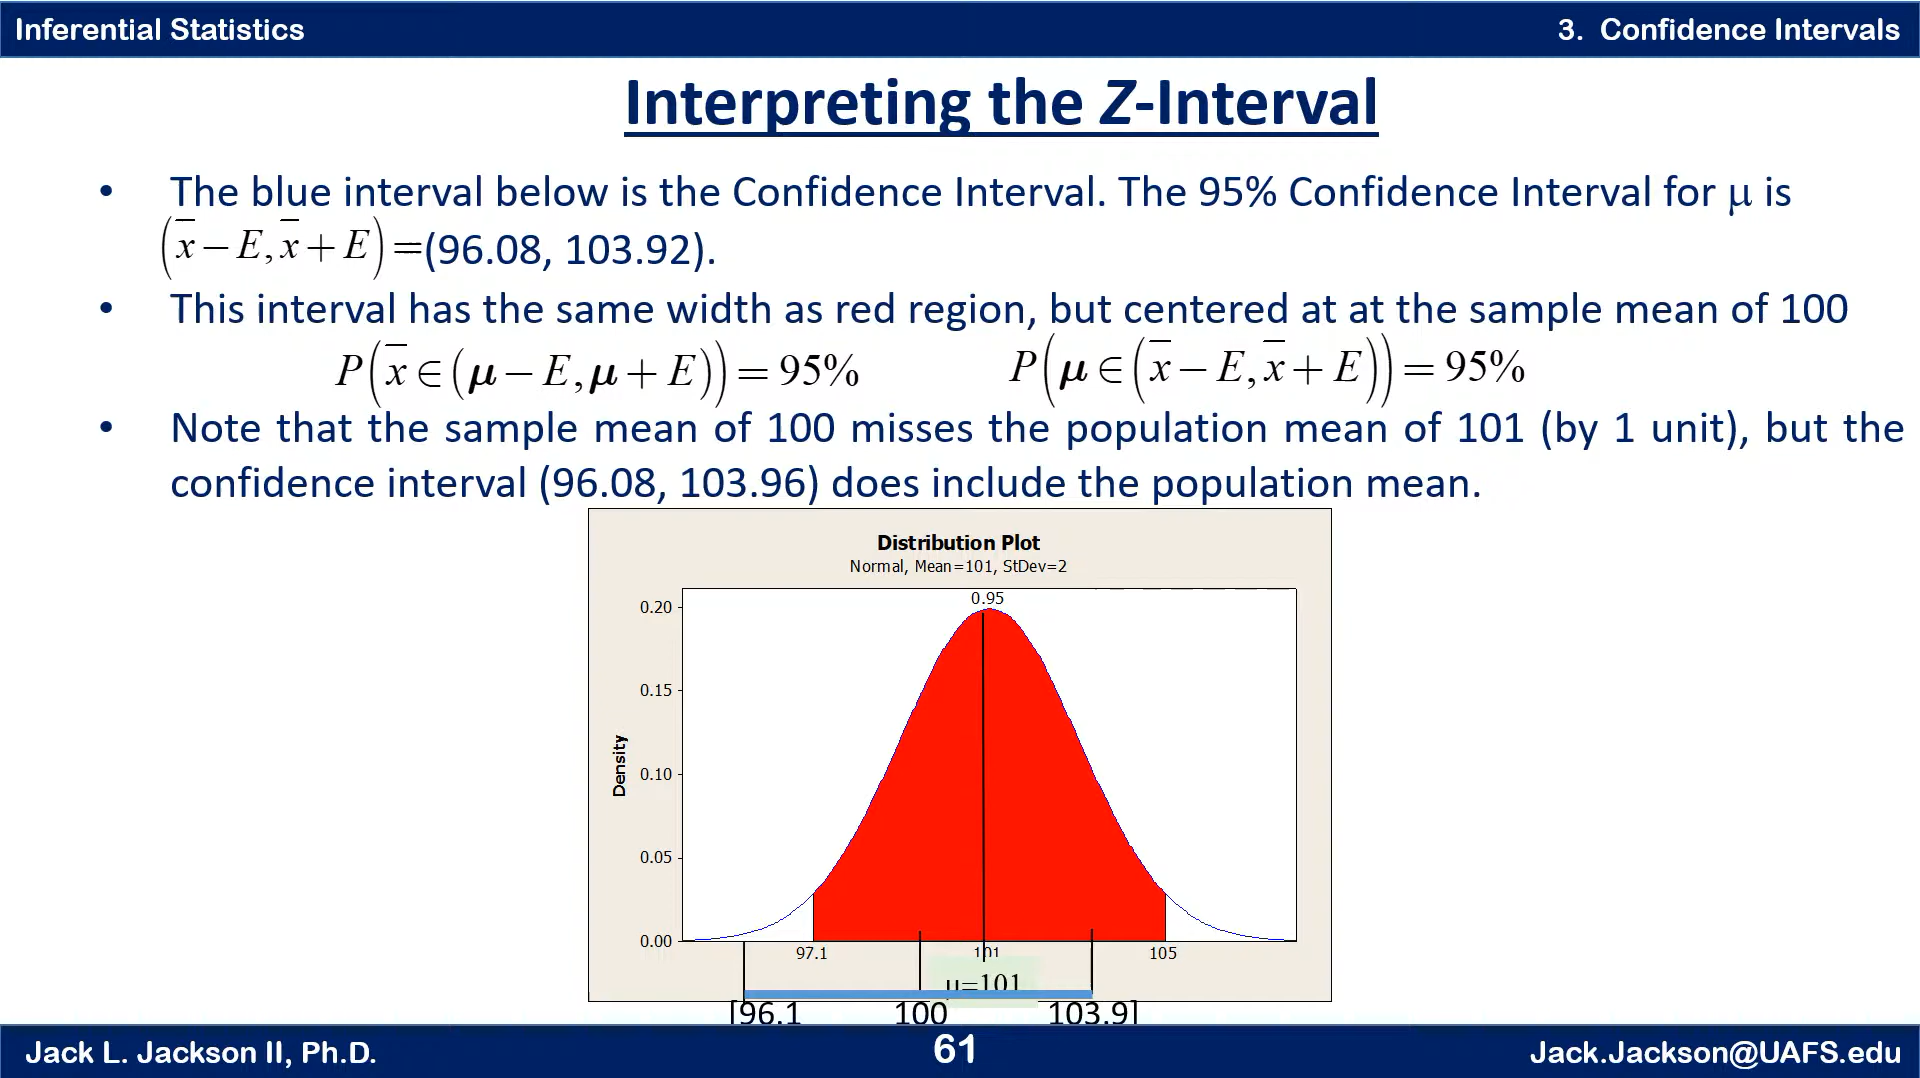 Inferential Statistics
3. Confidence Intervals
Interpreting the Z-Interval
• The blue interval below is the Confidence Interval. The 95% Confidence Interval for μ is
(x̅ − E, x̅ + E) =(96.08, 103.92).
• This interval has the same width as red region, but centered at at the sample mean of 100
P(x̅ ∈ (μ − E, μ + E)) = 95%
P(μ ∈ (x̅ − E, x̅ + E)) = 95%
• Note that the sample mean of 100 misses the population mean of 101 (by 1 unit), but the
confidence interval (96.08, 103.96) does include the population mean.
Distribution Plot
Normal, Mean=101, StDev=2
0.95
0.20
0.15
0.10
0.05
0.00
Density
97.1
101
105
μ=101
[96.1
100
103.9]
Jack L. Jackson II, Ph.D.
61
Jack.Jackson@UAFS.edu